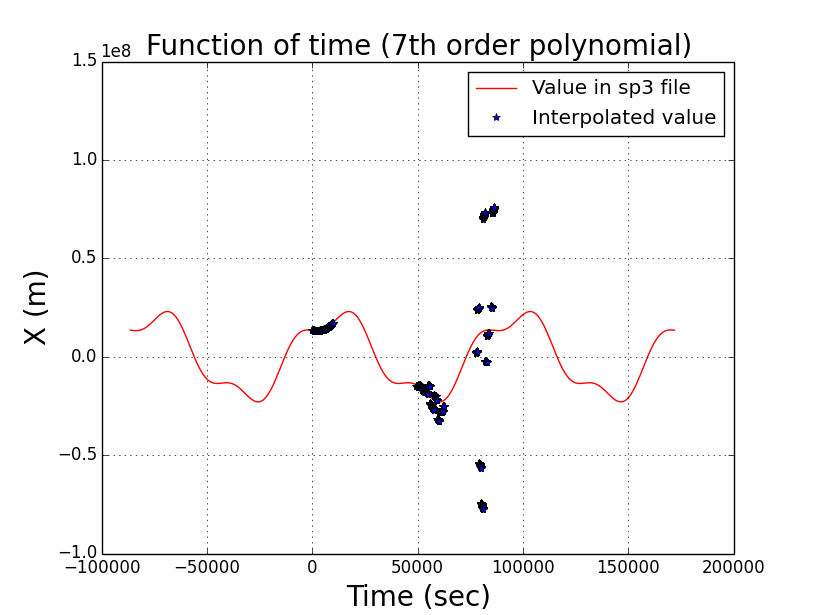 Function of time (7th order polynomial)
1e8
1.5
1.0
0.5
0.0
−0.5
−1.0
X (m)
Value in sp3 file
Interpolated value
−100000 −50000 0 50000 100000 150000 200000
Time (sec)